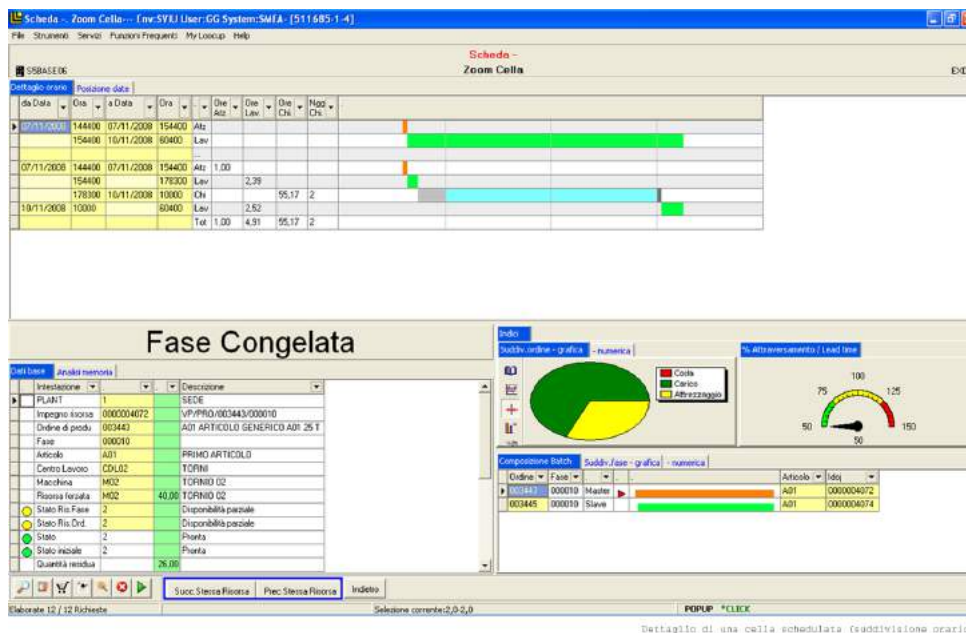 Scheda -. Zoom Cella--- Env:SVILJ User:GG System:SMEA- [511685-1-4]
File Strumenti Servizi Funzioni Frequenti My Loocup Help
Scheda -
S5BASE06 Zoom Cella
Dettaglio orario Posizione date
da Data Ora a Data Ora . Ore Atz Ore Lav Ore Chi Nggi Chi
07/11/2008 144400 07/11/2008 154400 Atz
154400 10/11/2008 60400 Lav
...
07/11/2008 144400 07/11/2008 154400 Atz 1,00
154400 178300 Lav 2,39
178300 10/11/2008 10000 Chi 55,17 2
10/11/2008 10000 60400 Lav 2,52
Tot 1,00 4,91 55,17 2
Fase Congelata
Dati base Analisi memoria
Intestazione . . Descrizione
PLANT 1 SEDE
Impegno risorsa 0000004072 VP/PRO/003443/000010
Ordine di produ 003443 A01 ARTICOLO GENERICO A01 25 T
Fase 000010
Articolo A01 PRIMO ARTICOLO
Centro Lavoro CDL02 TORNI
Macchina M02 TORNIO 02
Risorsa forzata M02 40,00 TORNIO 02
Stato Ris.Fase 2 Disponibilità parziale
Stato Ris.Ord. 2 Disponibilità parziale
Stato 2 Pronta
Stato iniziale 2 Pronta
Quantità residua 26,00
Indici
Suddiv.ordine - grafica - numerica
Coda
Carico
Attrezzaggio
% Attraversamento / Lead time
100
75 125
50 150
50
Composizione Batch Suddiv.fase - grafica - numerica
Ordine Fase . . . Articolo Idoj
003443 000010 Master A01 0000004072
003445 000010 Slave A01 0000004074
Succ.Stessa Risorsa Prec.Stessa Risorsa Indietro
Elaborate 12 / 12 Richieste Selezione corrente:2,0-2,0 POPUP *CLICK
Dettaglio di una cella schedulata (suddivisione orario